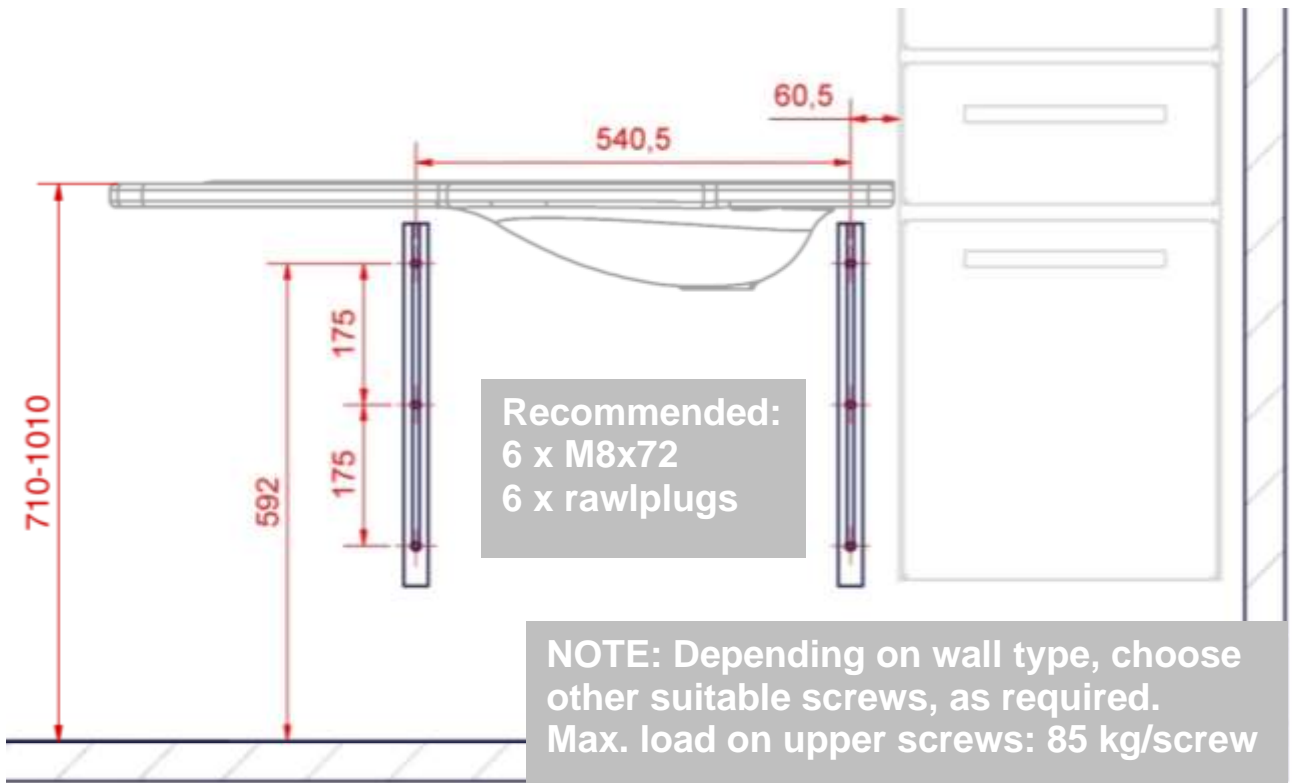 60,5
540,5
175
175
592
710-1010
Recommended:
6 x M8x72
6 x rawlplugs
NOTE: Depending on wall type, choose
other suitable screws, as required.
Max. load on upper screws: 85 kg/screw